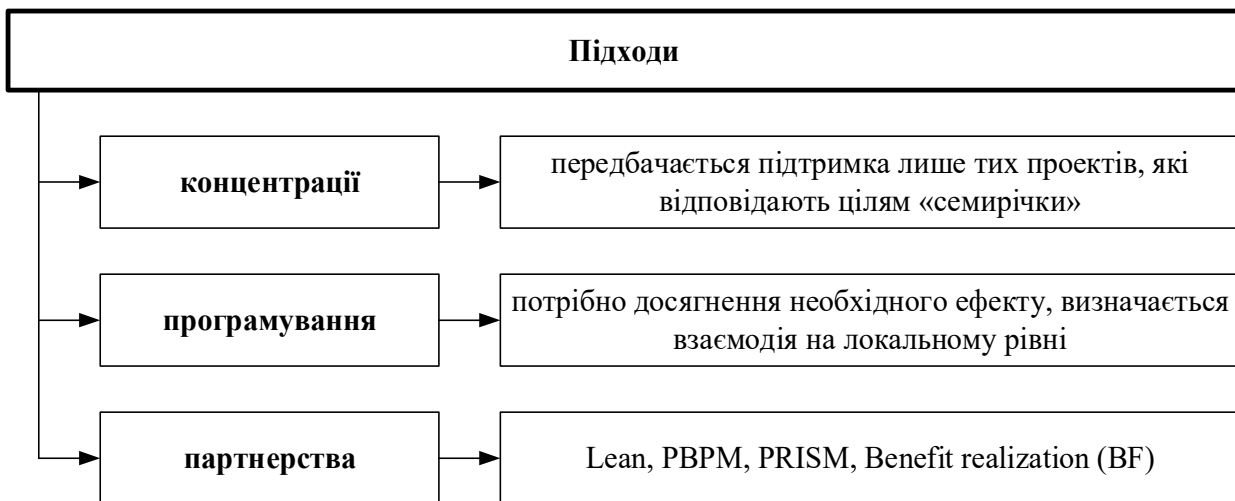 Підходи
концентрації
передбачається підтримка лише тих проектів, які
відповідають цілям «семирічки»
програмування
потрібно досягнення необхідного ефекту, визначається
взаємодія на локальному рівні
партнерства
Lean, PBPM, PRISM, Benefit realization (BF)